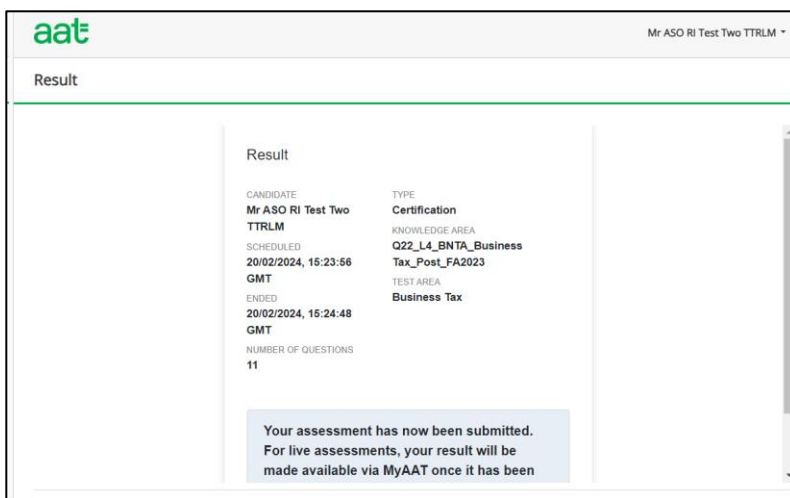 aat
Mr ASO RI Test Two TTRLM
Result
Result
CANDIDATE
Mr ASO RI Test Two
TTRLM
SCHEDULED
20/02/2024, 15:23:56
GMT
ENDED
20/02/2024, 15:24:48
GMT
NUMBER OF QUESTIONS
11
TYPE
Certification
KNOWLEDGE AREA
Q22_L4_BNTA_Business
Tax_Post_FA2023
TEST AREA
Business Tax
Your assessment has now been submitted.
For live assessments, your result will be
made available via MyAAT once it has been